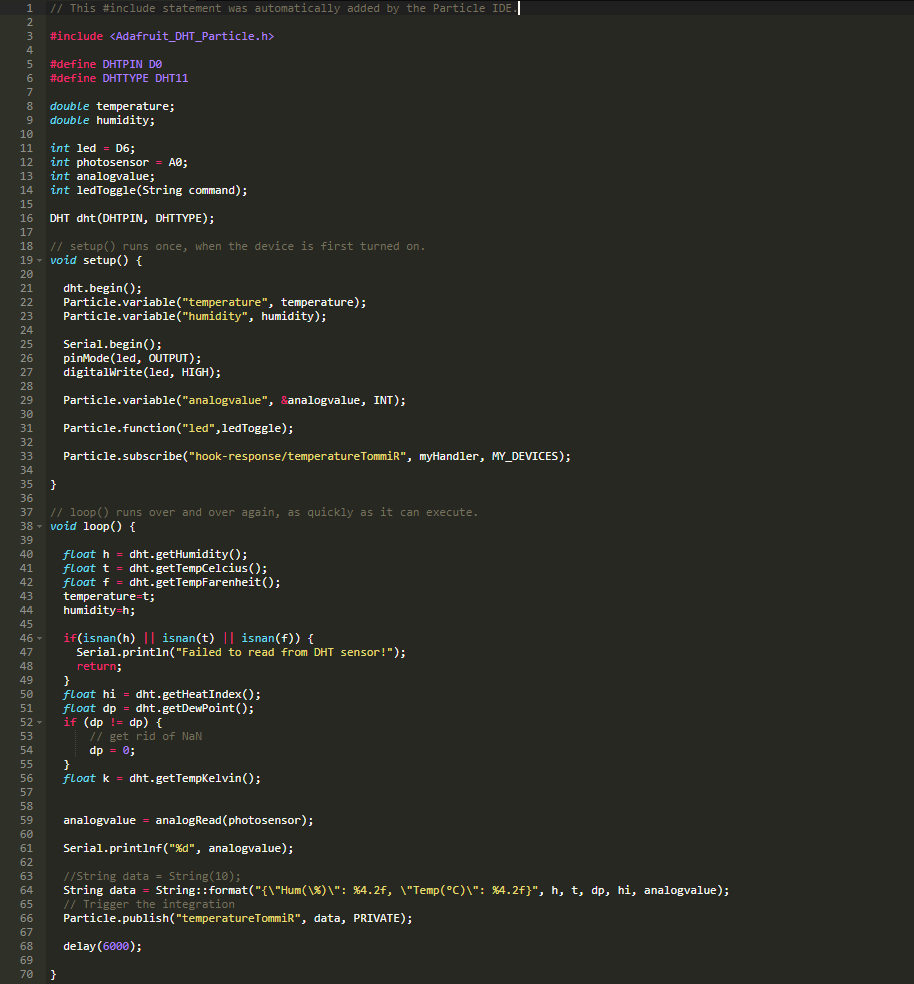 1 // This #include statement was automatically added by the Particle IDE.
2
3 #include <Adafruit_DHT_Particle.h>
4
5 #define DHTPIN D0
6 #define DHTTYPE DHT11
7
8 double temperature;
9 double humidity;
10
11 int led = D6;
12 int photosensor = A0;
13 int analogvalue;
14 int ledToggle(String command);
15
16 DHT dht(DHTPIN, DHTTYPE);
17
18 // setup() runs once, when the device is first turned on.
19 void setup() {
20
21   dht.begin();
22   Particle.variable("temperature", temperature);
23   Particle.variable("humidity", humidity);
24
25   Serial.begin();
26   pinMode(led, OUTPUT);
27   digitalWrite(led, HIGH);
28
29   Particle.variable("analogvalue", &analogvalue, INT);
30
31   Particle.function("led",ledToggle);
32
33   Particle.subscribe("hook-response/temperatureTommiR", myHandler, MY_DEVICES);
34
35 }
36
37 // loop() runs over and over again, as quickly as it can execute.
38 void loop() {
39
40   float h = dht.getHumidity();
41   float t = dht.getTempCelcius();
42   float f = dht.getTempFarenheit();
43   temperature=t;
44   humidity=h;
45
46   if(isnan(h) || isnan(t) || isnan(f)) {
47     Serial.println("Failed to read from DHT sensor!");
48     return;
49   }
50   float hi = dht.getHeatIndex();
51   float dp = dht.getDewPoint();
52   if (dp != dp) {
53       // get rid of NaN
54       dp = 0;
55   }
56   float k = dht.getTempKelvin();
57
58
59   analogvalue = analogRead(photosensor);
60
61   Serial.printlnf("%d", analogvalue);
62
63   //String data = String(10);
64   String data = String::format("{\"Hum(\%)\": %4.2f, \"Temp(°C)\": %4.2f}", h, t, dp, hi, analogvalue);
65   // Trigger the integration
66   Particle.publish("temperatureTommiR", data, PRIVATE);
67
68   delay(6000);
69
70 }